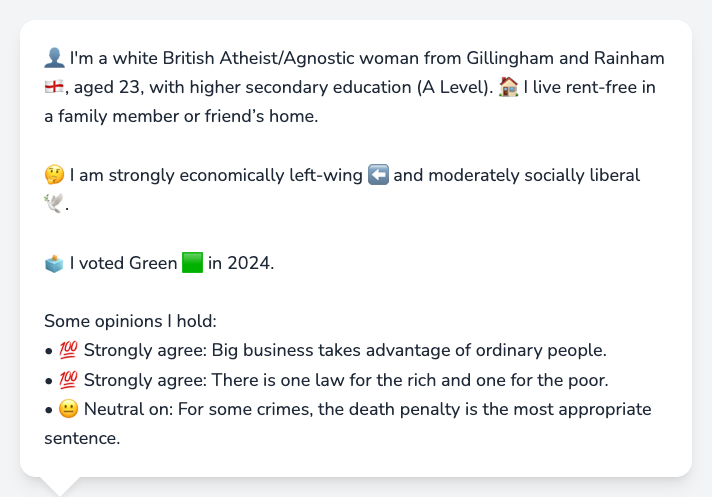 👤 I'm a white British Atheist/Agnostic woman from Gillingham and Rainham
🏴󠁧󠁢󠁥󠁮󠁧󠁿, aged 23, with higher secondary education (A Level). 🏠 I live rent-free in
a family member or friend’s home.
🤔 I am strongly economically left-wing ⬅️ and moderately socially liberal
🕊️.
🗳️ I voted Green 🟩 in 2024.
Some opinions I hold:
• 💯 Strongly agree: Big business takes advantage of ordinary people.
• 💯 Strongly agree: There is one law for the rich and one for the poor.
• 😐 Neutral on: For some crimes, the death penalty is the most appropriate
sentence.